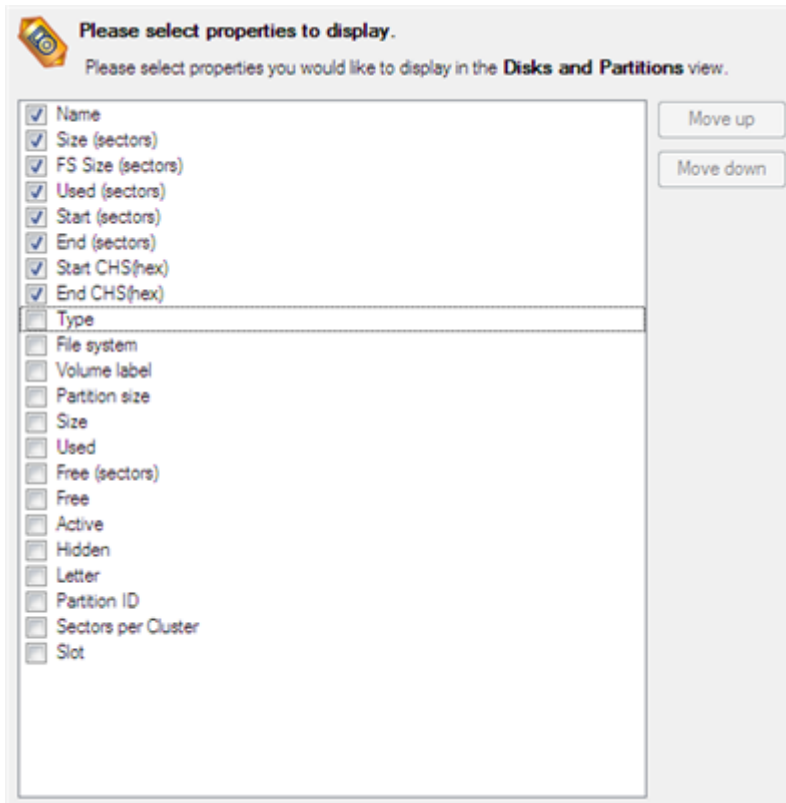 Please select properties to display.
Please select properties you would like to display in the Disks and Partitions view.
Name
Size (sectors)
FS Size (sectors)
Used (sectors)
Start (sectors)
End (sectors)
Start CHS(hex)
End CHS(hex)
Type
File system
Volume label
Partition size
Size
Used
Free (sectors)
Free
Active
Hidden
Letter
Partition ID
Sectors per Cluster
Slot
Move up
Move down